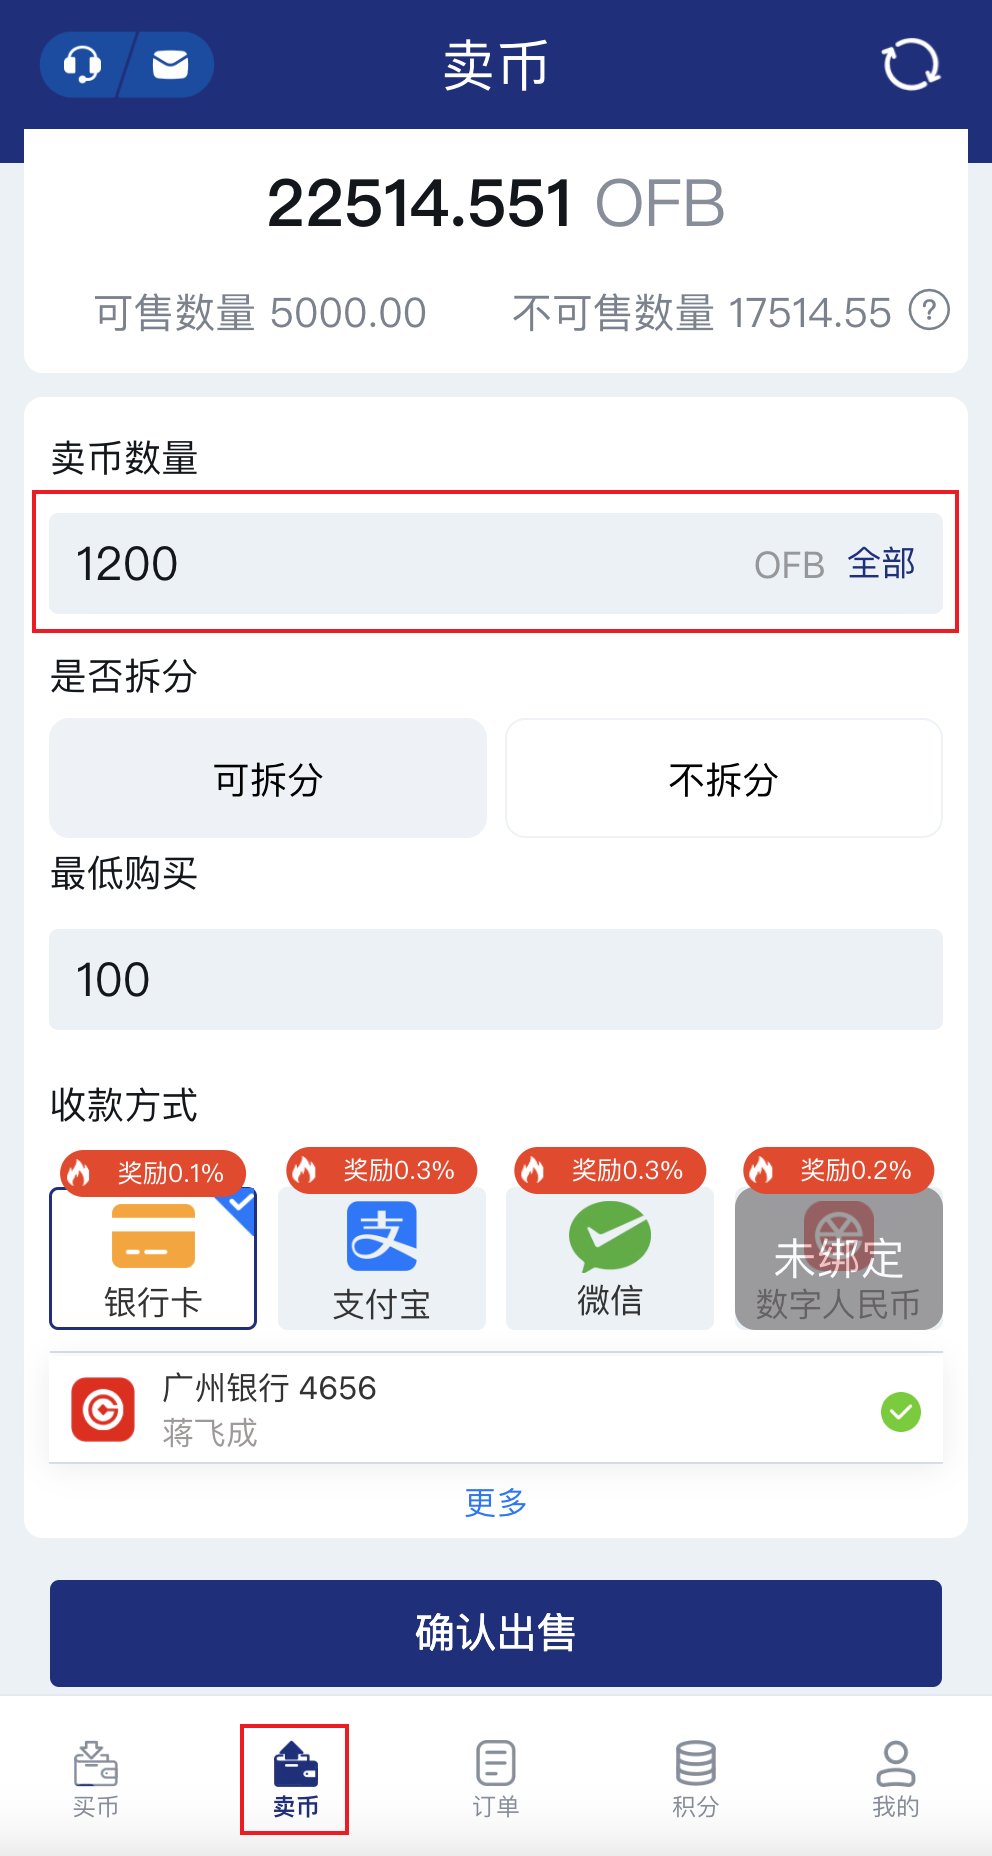 卖币
22514.551 OFB
可售数量 5000.00 不可售数量 17514.55 ?
卖币数量
1200 OFB 全部
是否拆分
可拆分 不拆分
最低购买
100
收款方式
奖励0.1% 奖励0.3% 奖励0.3% 奖励0.2%
未绑定
银行卡 支付宝 微信 数字人民币
广州银行 4656
蒋飞成
更多
确认出售
买币 卖币 订单 积分 我的